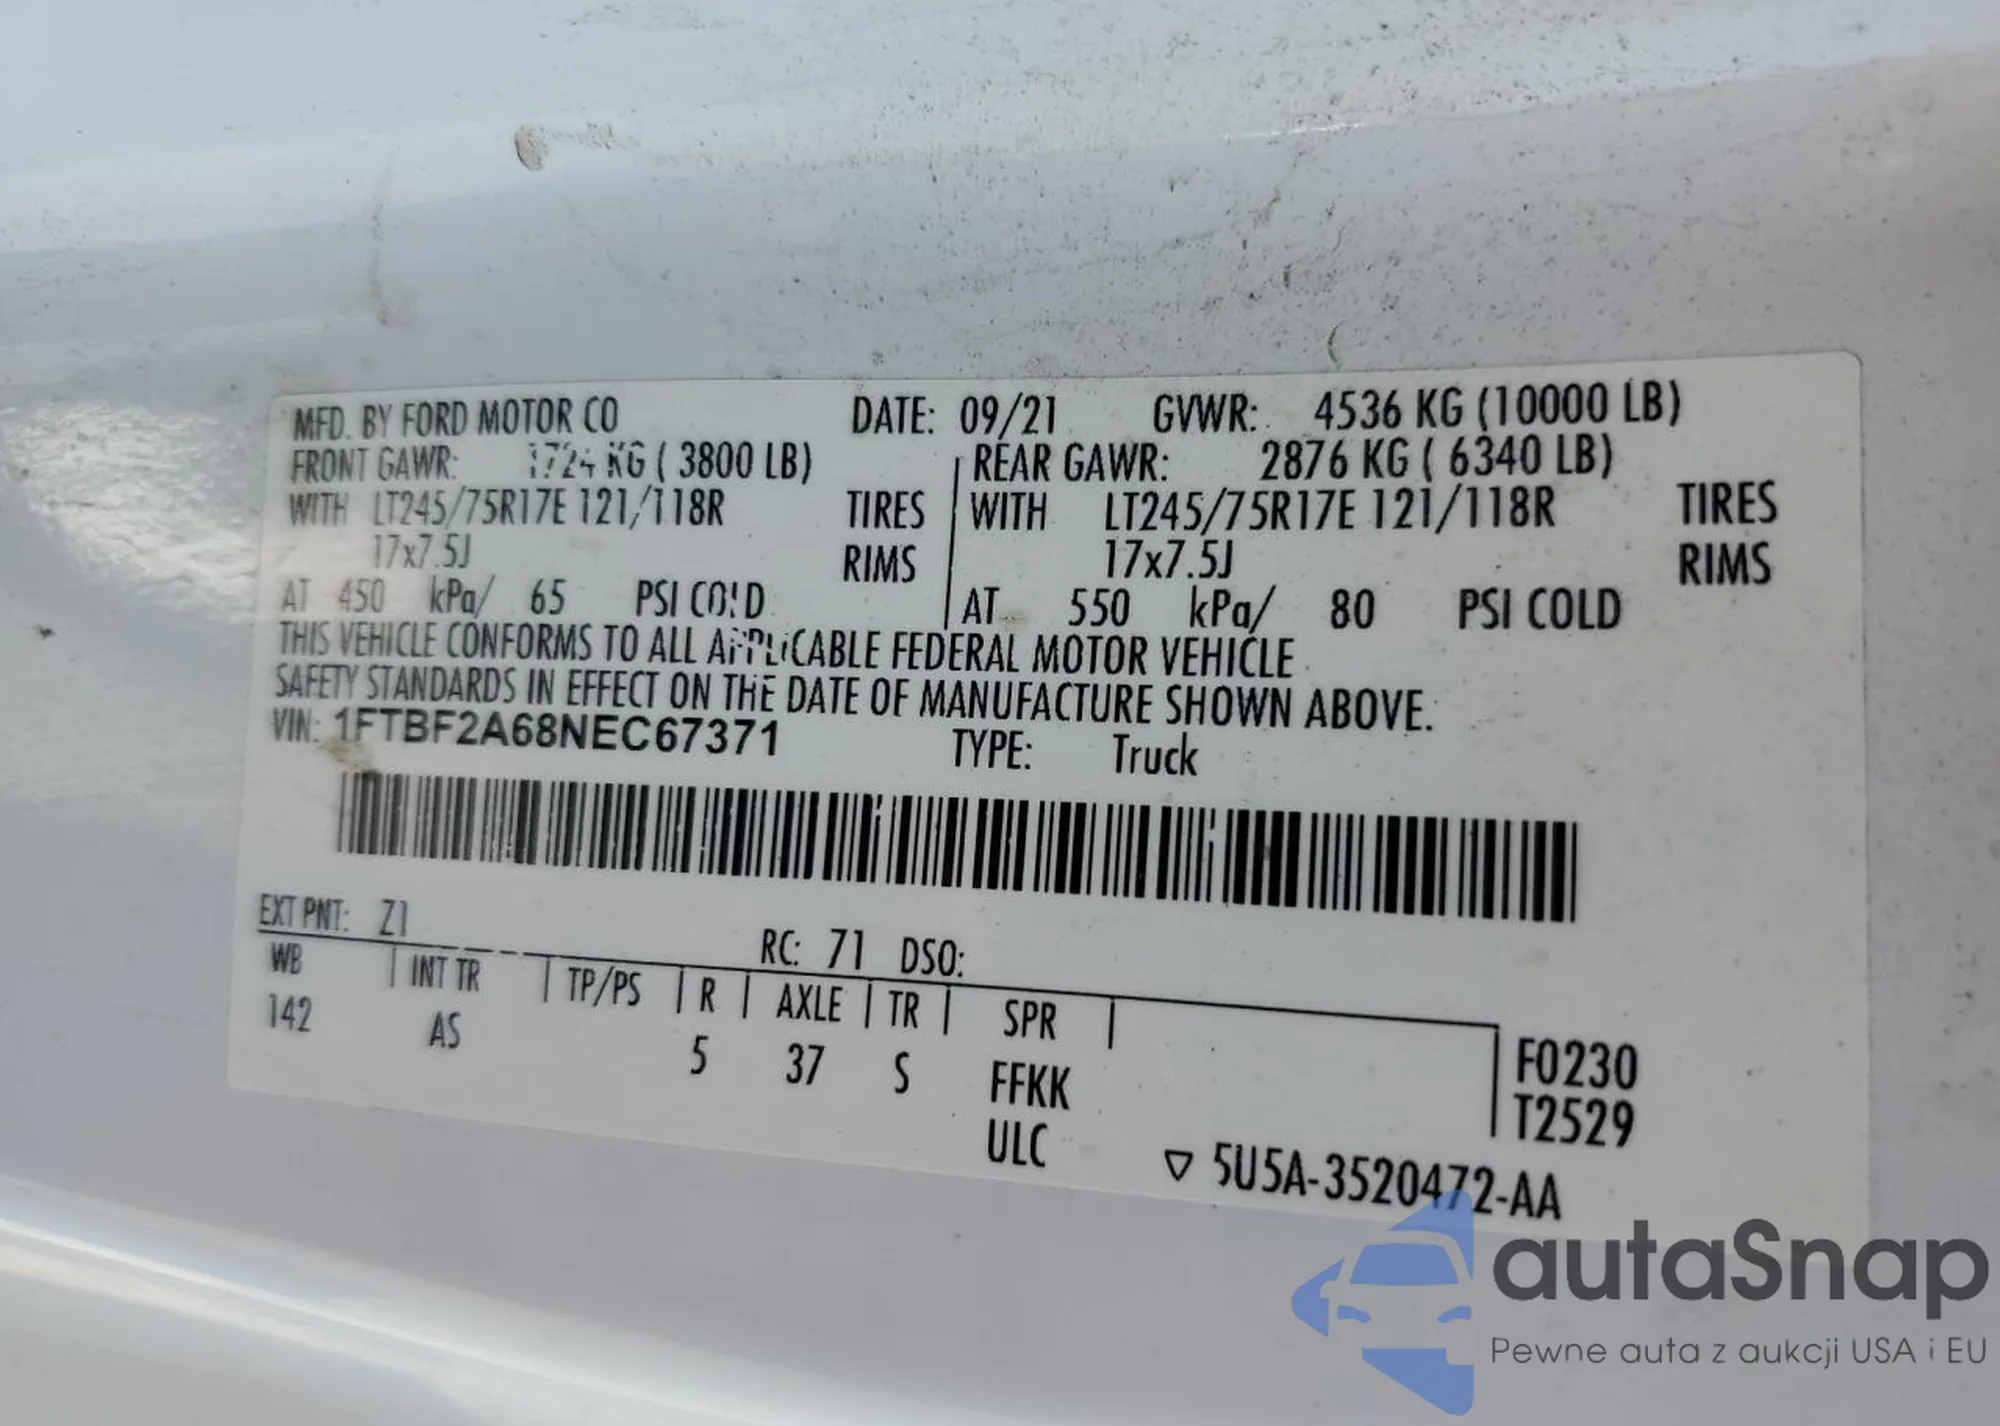 MFD. BY FORD MOTOR CO DATE: 09/21 GVWR: 4536 KG (10000 LB)
FRONT GAWR: 1724 KG ( 3800 LB) REAR GAWR: 2876 KG ( 6340 LB)
WITH LT245/75R17E 121/118R TIRES WITH LT245/75R17E 121/118R TIRES
17x7.5J RIMS 17x7.5J RIMS
AT 450 kPa/ 65 PSI COLD AT 550 kPa/ 80 PSI COLD
THIS VEHICLE CONFORMS TO ALL APPLICABLE FEDERAL MOTOR VEHICLE
SAFETY STANDARDS IN EFFECT ON THE DATE OF MANUFACTURE SHOWN ABOVE.
VIN: 1FTBF2A68NEC67371 TYPE: Truck
EXT PNT: Z1 RC: 71 DSO:
WB INT TR TP/PS R AXLE TR SPR
142 AS 5 37 S FFKK
ULC
F0230
T2529
5U5A-3520472-AA
autaSnap
Pewne auta z aukcji USA i EU